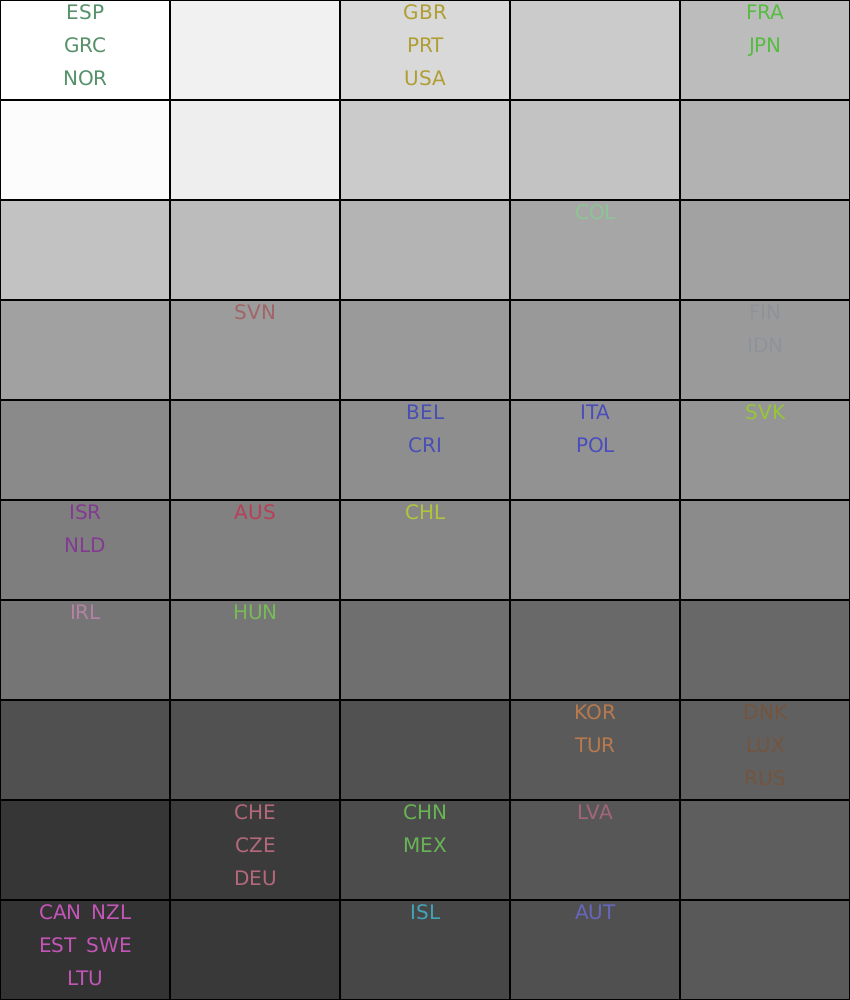 ESP
GRC
NOR
GBR
PRT
USA
FRA
JPN
COL
SVN
FIN
IDN
BEL
CRI
ITA
POL
SVK
ISR
NLD
AUS
CHL
IRL
HUN
KOR
TUR
DNK
LUX
RUS
CHE
CZE
DEU
CHN
MEX
LVA
CAN NZL
EST SWE
LTU
ISL
AUT